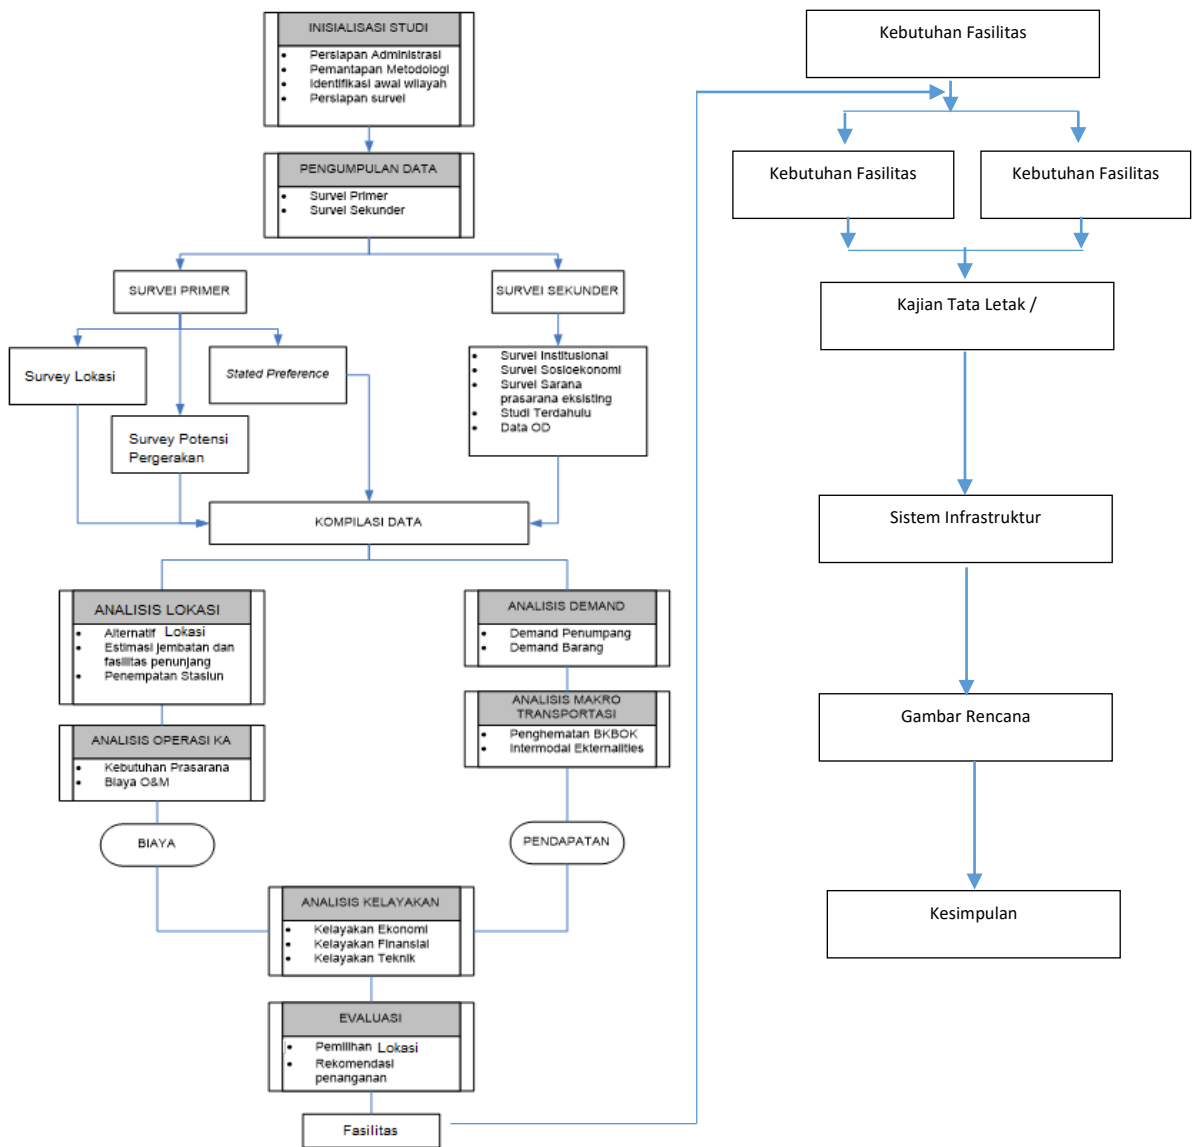 INISIALISASI STUDI
• Persiapan Administrasi
• Pemantapan Metodologi
• Identifikasi awal wilayah
• Persiapan survei
PENGUMPULAN DATA
• Survei Primer
• Survei Sekunder
SURVEI PRIMER
SURVEI SEKUNDER
Survey Lokasi
Stated Preference
Survey Potensi
Pergerakan
• Survei Institusional
• Survei Sosioekonomi
• Survei Sarana
prasarana eksisting
• Studi Terdahulu
• Data OD
KOMPILASI DATA
ANALISIS LOKASI
• Alternatif Lokasi
• Estimasi jembatan dan
fasilitas penunjang
• Penempatan Stasiun
ANALISIS DEMAND
• Demand Penumpang
• Demand Barang
ANALISIS OPERASI KA
• Kebutuhan Prasarana
• Biaya O&M
ANALISIS MAKRO
TRANSPORTASI
• Penghematan BKBOK
• Intermodal Ekternalities
BIAYA
PENDAPATAN
ANALISIS KELAYAKAN
• Kelayakan Ekonomi
• Kelayakan Finansial
• Kelayakan Teknik
EVALUASI
• Pemilihan Lokasi
• Rekomendasi
penanganan
Fasilitas
Kebutuhan Fasilitas
Kebutuhan Fasilitas
Kebutuhan Fasilitas
Kajian Tata Letak /
Sistem Infrastruktur
Gambar Rencana
Kesimpulan